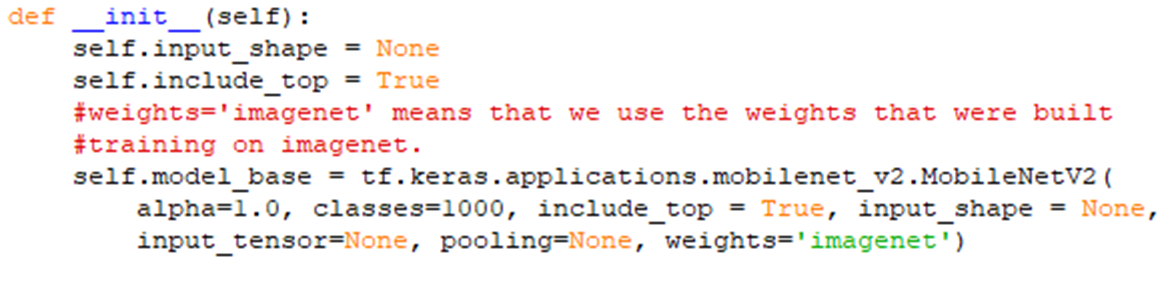 def __init__(self):
    self.input_shape = None
    self.include_top = True
    #weights='imagenet' means that we use the weights that were built
    #training on imagenet.
    self.model_base = tf.keras.applications.mobilenet_v2.MobileNetV2(
        alpha=1.0, classes=1000, include_top = True, input_shape = None,
        input_tensor=None, pooling=None, weights='imagenet')